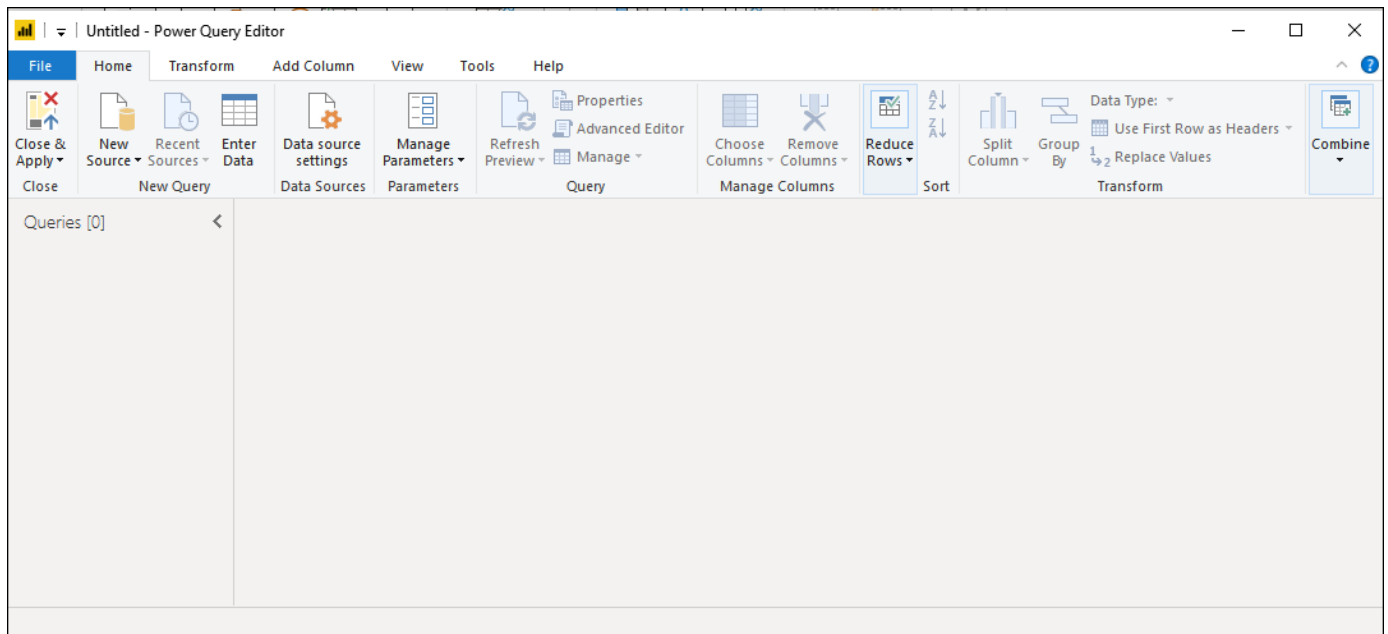 Untitled - Power Query Editor
File Home Transform Add Column View Tools Help
Close & Apply
New Source
Recent Sources
Enter Data
Data source settings
Manage Parameters
Refresh Preview
Properties
Advanced Editor
Manage
Choose Columns
Remove Columns
Reduce Rows
A Z
Z A
Split Column
Group By
Data Type:
Use First Row as Headers
1 2 Replace Values
Combine
Close New Query Data Sources Parameters Query Manage Columns Sort Transform
Queries [0]